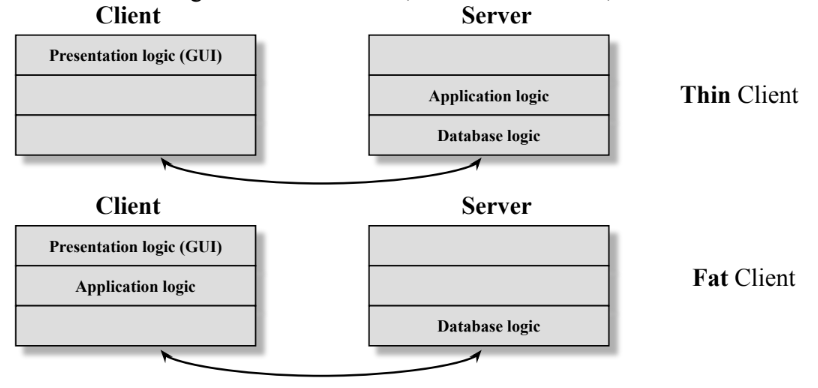 Client Server
Presentation logic (GUI)
Application logic Thin Client
Database logic
Client Server
Presentation logic (GUI)
Application logic Fat Client
Database logic